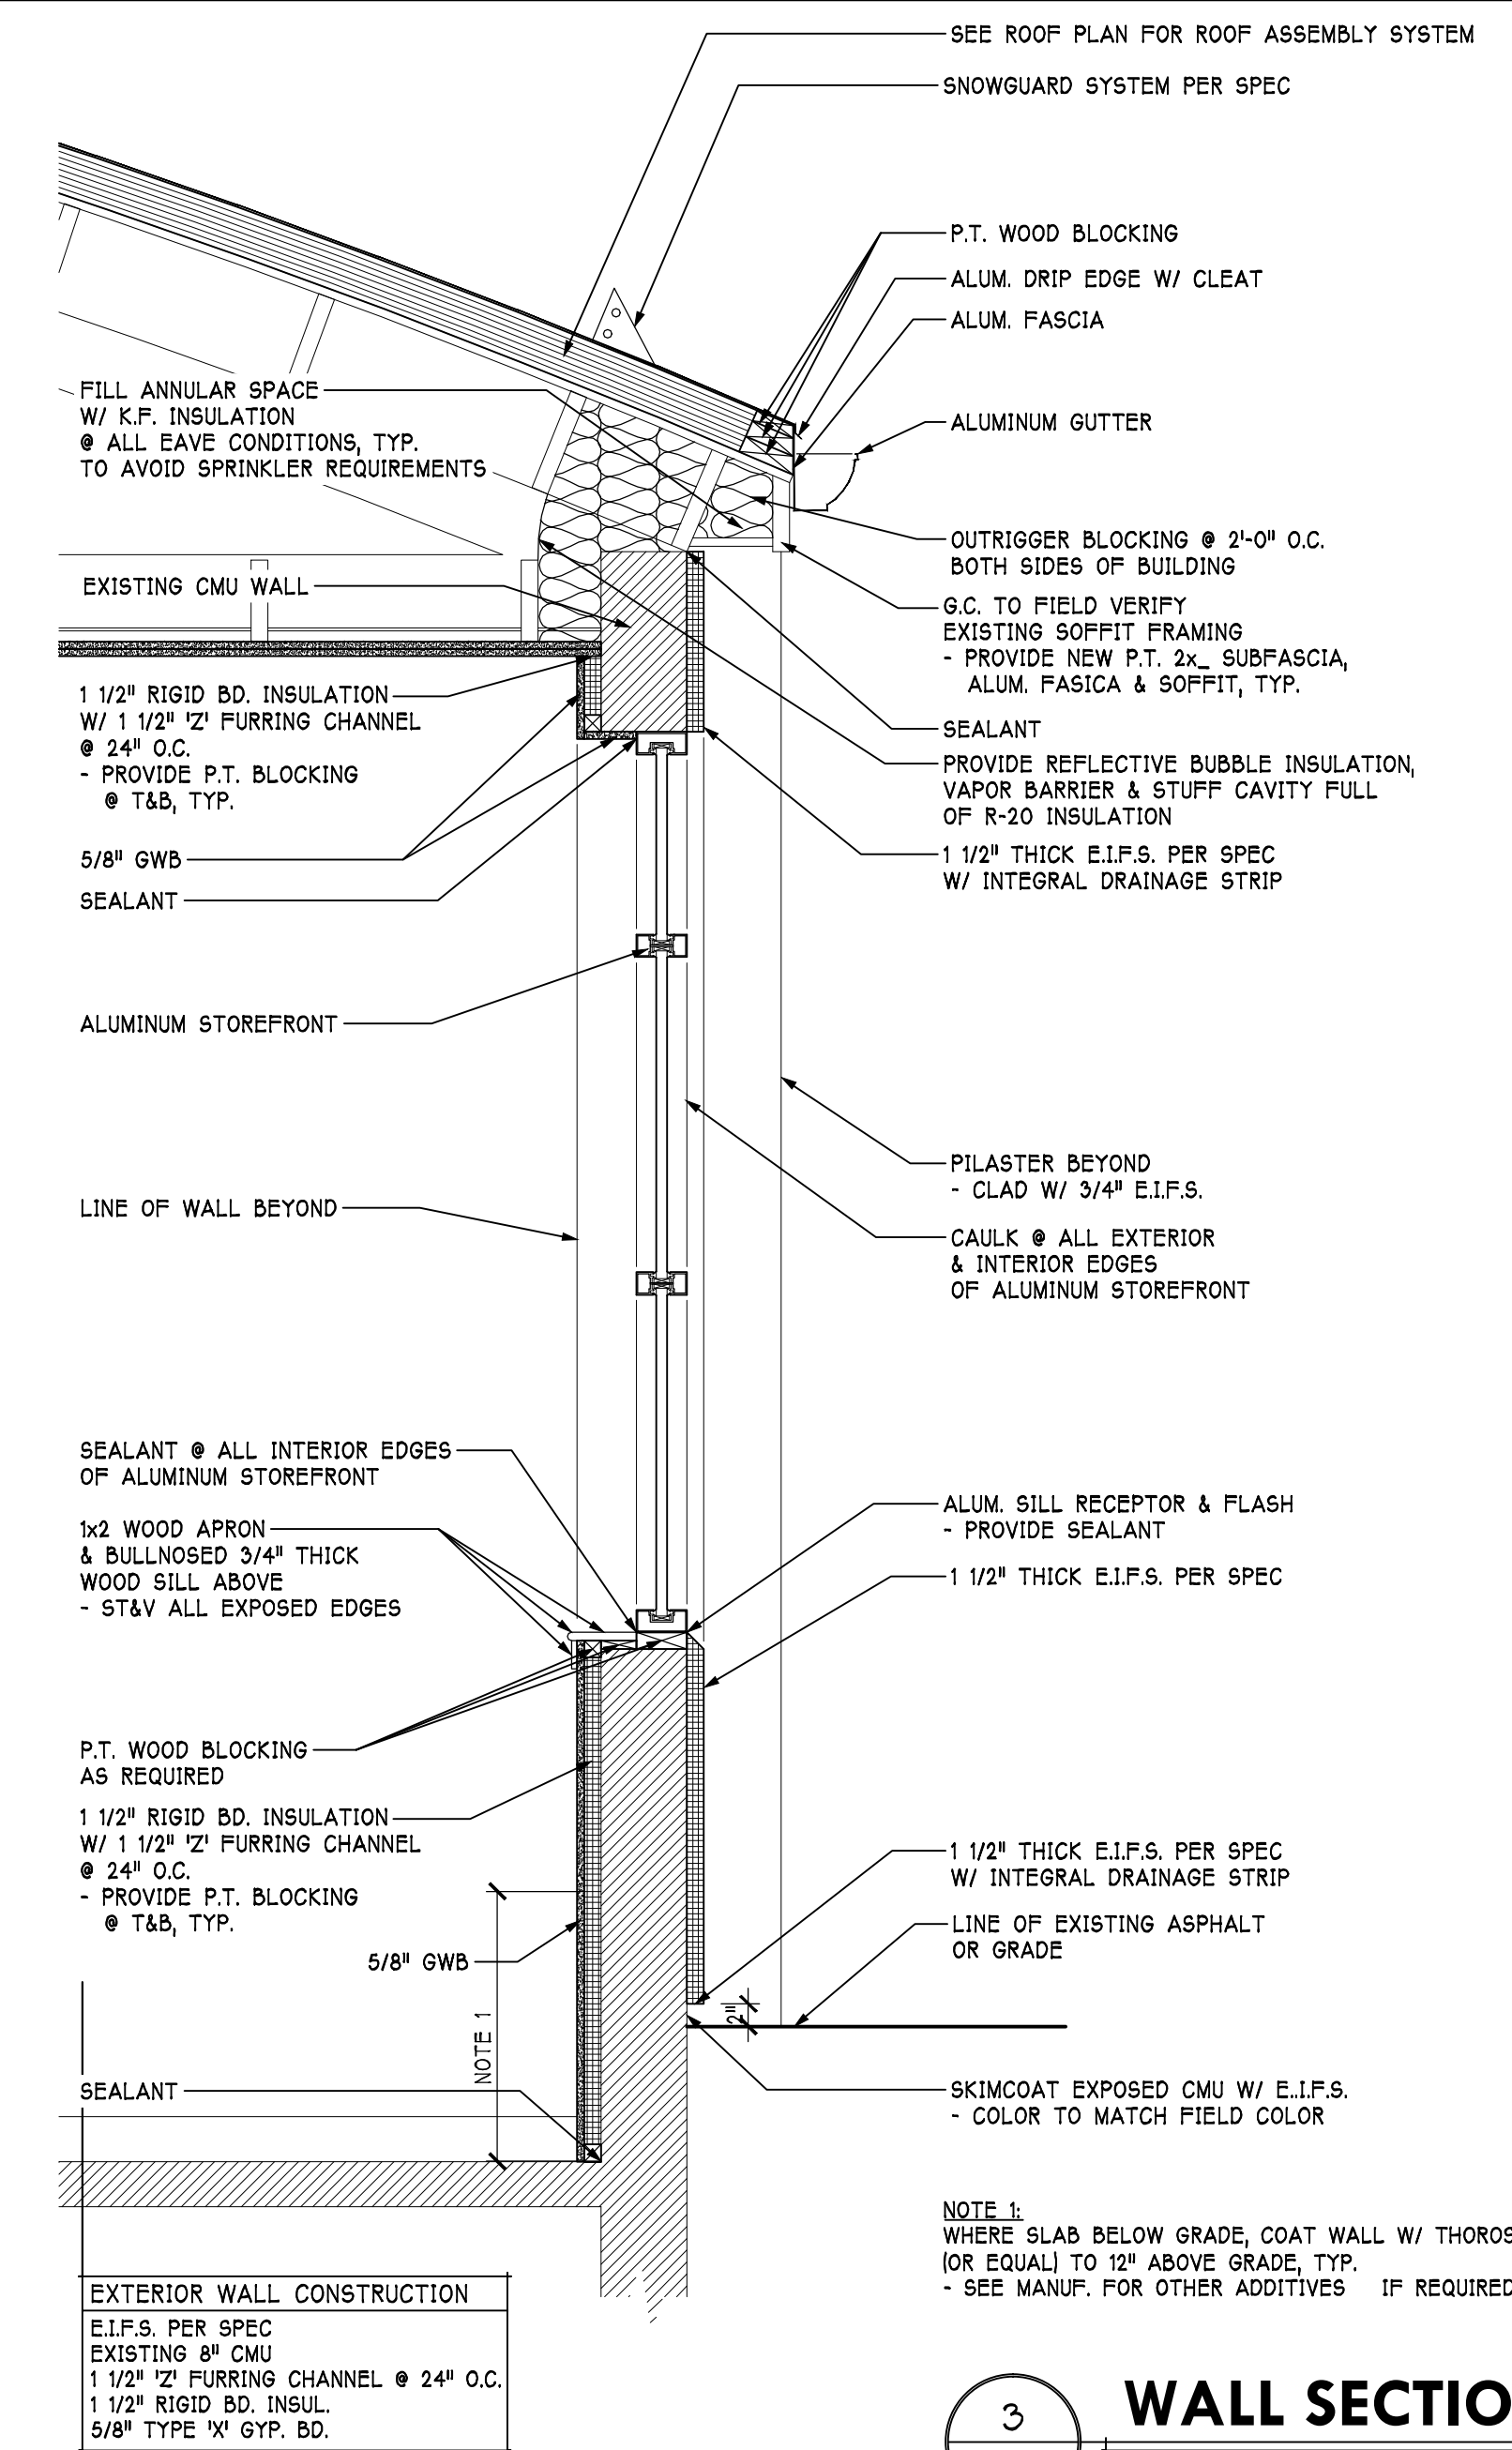 SEE ROOF PLAN FOR ROOF ASSEMBLY SYSTEM
SNOWGUARD SYSTEM PER SPEC
P.T. WOOD BLOCKING
ALUM. DRIP EDGE W/ CLEAT
ALUM. FASCIA
ALUMINUM GUTTER
OUTRIGGER BLOCKING @ 2'-0" O.C.
BOTH SIDES OF BUILDING
G.C. TO FIELD VERIFY
EXISTING SOFFIT FRAMING
- PROVIDE NEW P.T. 2x_ SUBFASCIA,
ALUM. FASICA & SOFFIT, TYP.
SEALANT
PROVIDE REFLECTIVE BUBBLE INSULATION,
VAPOR BARRIER & STUFF CAVITY FULL
OF R-20 INSULATION
1 1/2" THICK E.I.F.S. PER SPEC
W/ INTEGRAL DRAINAGE STRIP
PILASTER BEYOND
- CLAD W/ 3/4" E.I.F.S.
CAULK @ ALL EXTERIOR
& INTERIOR EDGES
OF ALUMINUM STOREFRONT
ALUM. SILL RECEPTOR & FLASH
- PROVIDE SEALANT
1 1/2" THICK E.I.F.S. PER SPEC
1 1/2" THICK E.I.F.S. PER SPEC
W/ INTEGRAL DRAINAGE STRIP
LINE OF EXISTING ASPHALT
OR GRADE
2"
SKIMCOAT EXPOSED CMU W/ E..I.F.S.
- COLOR TO MATCH FIELD COLOR
FILL ANNULAR SPACE
W/ K.F. INSULATION
@ ALL EAVE CONDITIONS, TYP.
TO AVOID SPRINKLER REQUIREMENTS
EXISTING CMU WALL
1 1/2" RIGID BD. INSULATION
W/ 1 1/2" 'Z' FURRING CHANNEL
@ 24" O.C.
- PROVIDE P.T. BLOCKING
@ T&B, TYP.
5/8" GWB
SEALANT
ALUMINUM STOREFRONT
LINE OF WALL BEYOND
SEALANT @ ALL INTERIOR EDGES
OF ALUMINUM STOREFRONT
1x2 WOOD APRON
& BULLNOSED 3/4" THICK
WOOD SILL ABOVE
- ST&V ALL EXPOSED EDGES
P.T. WOOD BLOCKING
AS REQUIRED
1 1/2" RIGID BD. INSULATION
W/ 1 1/2" 'Z' FURRING CHANNEL
@ 24" O.C.
- PROVIDE P.T. BLOCKING
@ T&B, TYP.
5/8" GWB
NOTE 1
SEALANT
NOTE 1:
WHERE SLAB BELOW GRADE, COAT WALL W/ THOROS
(OR EQUAL) TO 12" ABOVE GRADE, TYP.
- SEE MANUF. FOR OTHER ADDITIVES IF REQUIRED
EXTERIOR WALL CONSTRUCTION
E.I.F.S. PER SPEC
EXISTING 8" CMU
1 1/2" 'Z' FURRING CHANNEL @ 24" O.C.
1 1/2" RIGID BD. INSUL.
5/8" TYPE 'X' GYP. BD.
3
WALL SECTIO